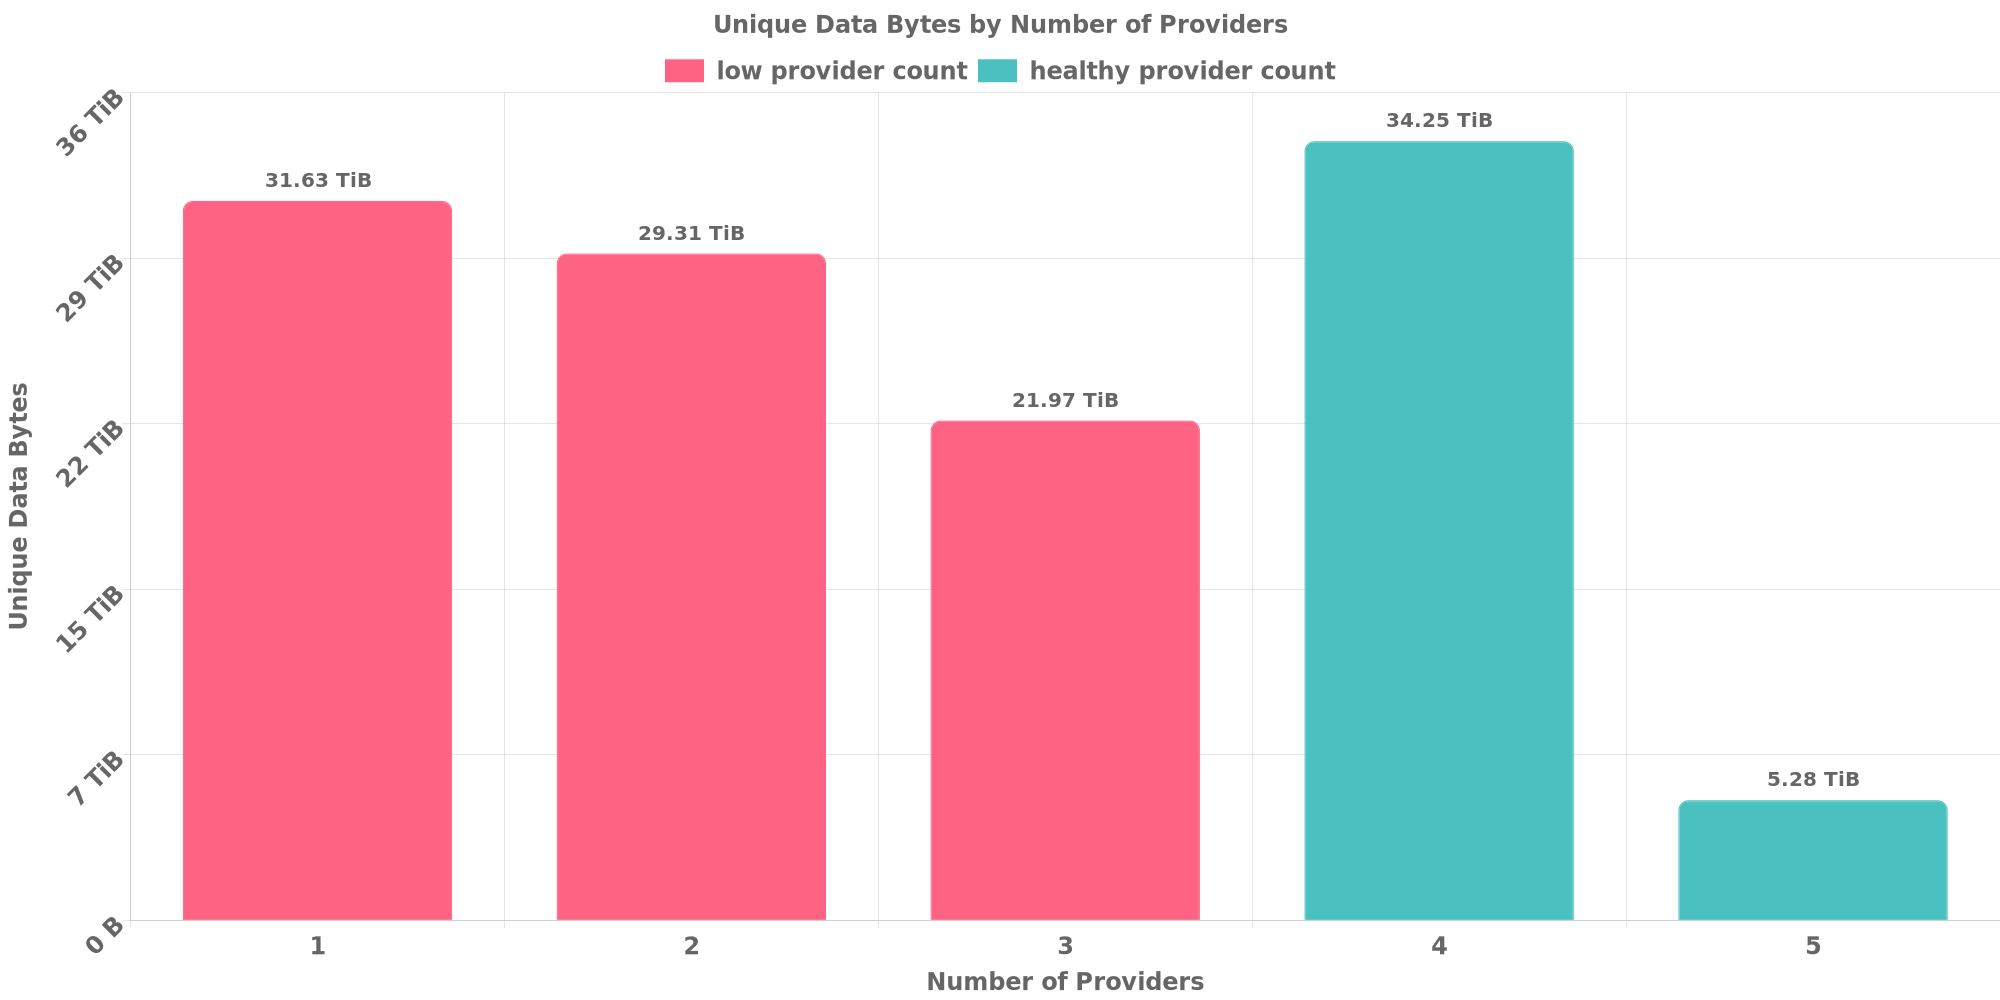 Unique Data Bytes by Number of Providers
low provider count healthy provider count
36 TiB
29 TiB
22 TiB
15 TiB
7 TiB
0 B
Unique Data Bytes
31.63 TiB
29.31 TiB
21.97 TiB
34.25 TiB
5.28 TiB
1 2 3 4 5
Number of Providers